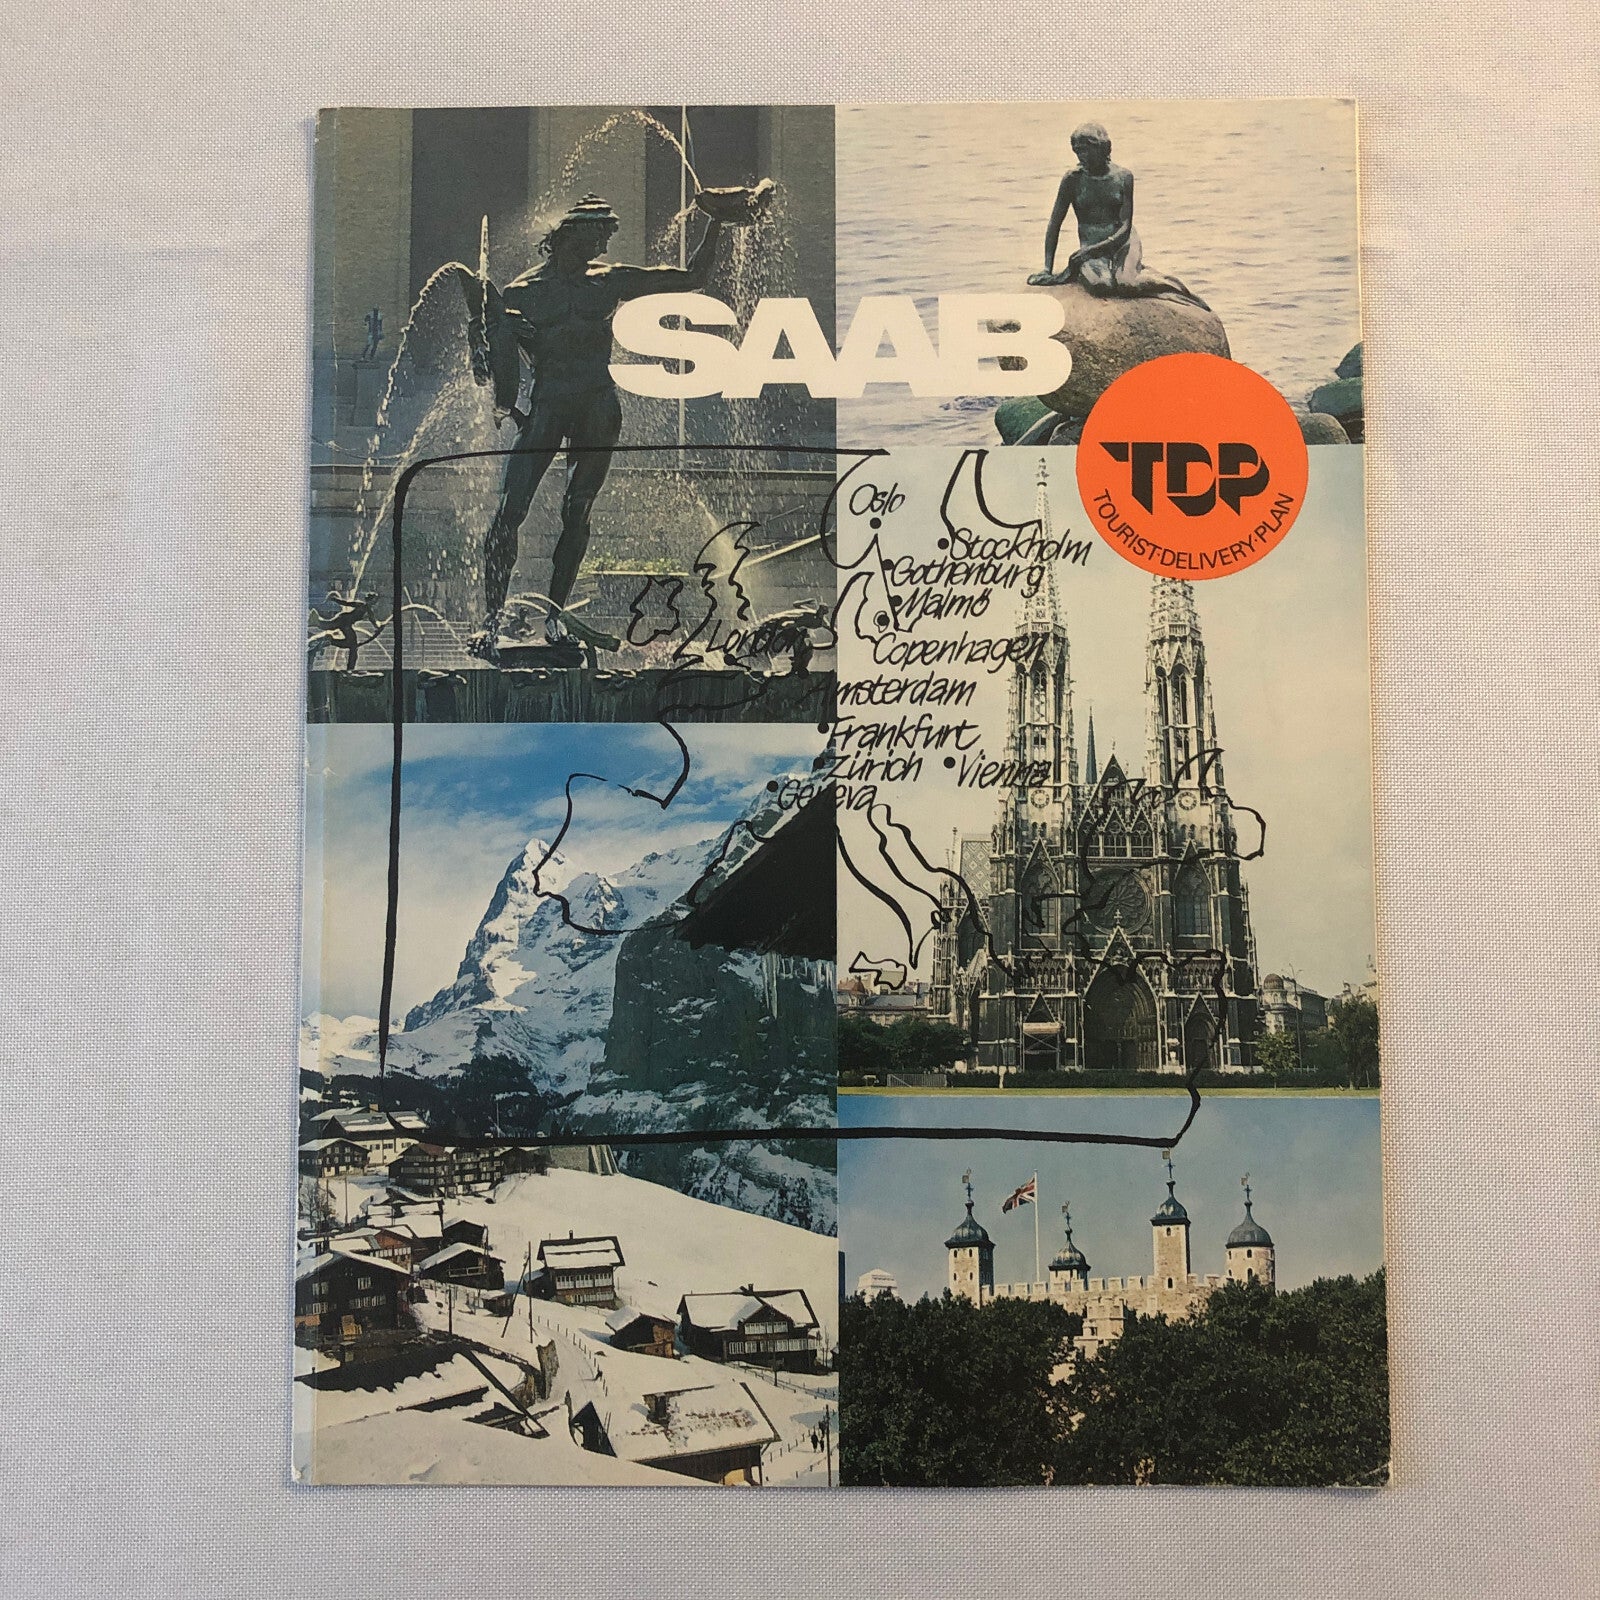 SAAB
TDP
TOURIST·DELIVERY·PLAN
Oslo
Stockholm
Gothenburg
Malmö
London
Copenhagen
Amsterdam
Frankfurt
Zürich
Vienna
Geneva